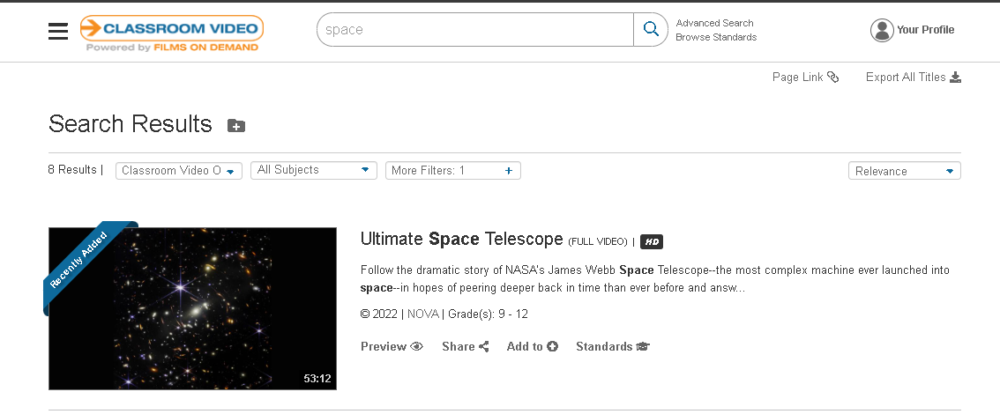 CLASSROOM VIDEO
Powered by FILMS ON DEMAND
space
Advanced Search
Browse Standards
Your Profile
Page Link
Export All Titles
Search Results
8 Results |
Classroom Video O
All Subjects
More Filters: 1 +
Relevance
Recently Added
53:12
Ultimate Space Telescope (FULL VIDEO) | HD
Follow the dramatic story of NASA's James Webb Space Telescope--the most complex machine ever launched into
space--in hopes of peering deeper back in time than ever before and answ...
© 2022 | NOVA | Grade(s): 9 - 12
Preview
Share
Add to
Standards